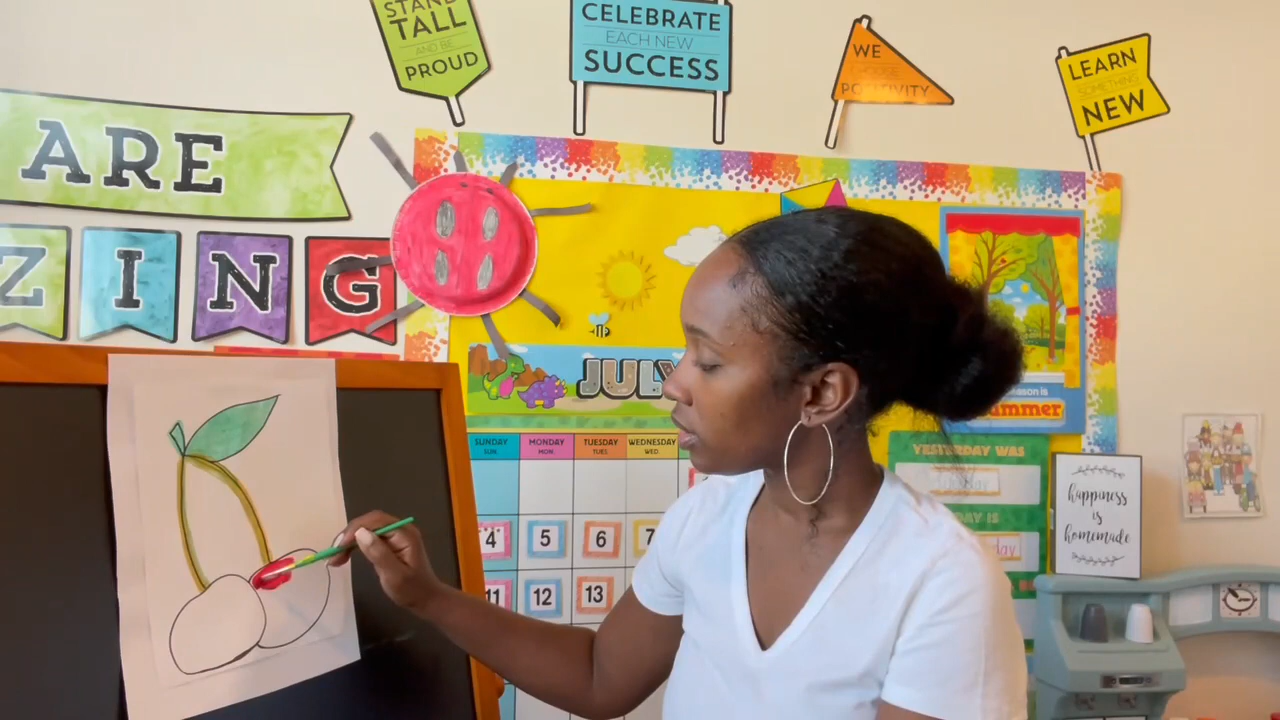 STAND
TALL
AND BE
PROUD
CELEBRATE
EACH NEW
SUCCESS
WE
CHOOSE
POSITIVITY
LEARN
SOMETHING
NEW
ARE
ZING
JULY
SUNDAY
SUN.
MONDAY
MON.
TUESDAY
TUES.
WEDNESDAY
WED.
4
5
6
7
11
12
13
summer
YESTERDAY WAS
IS
happiness
is
homemade